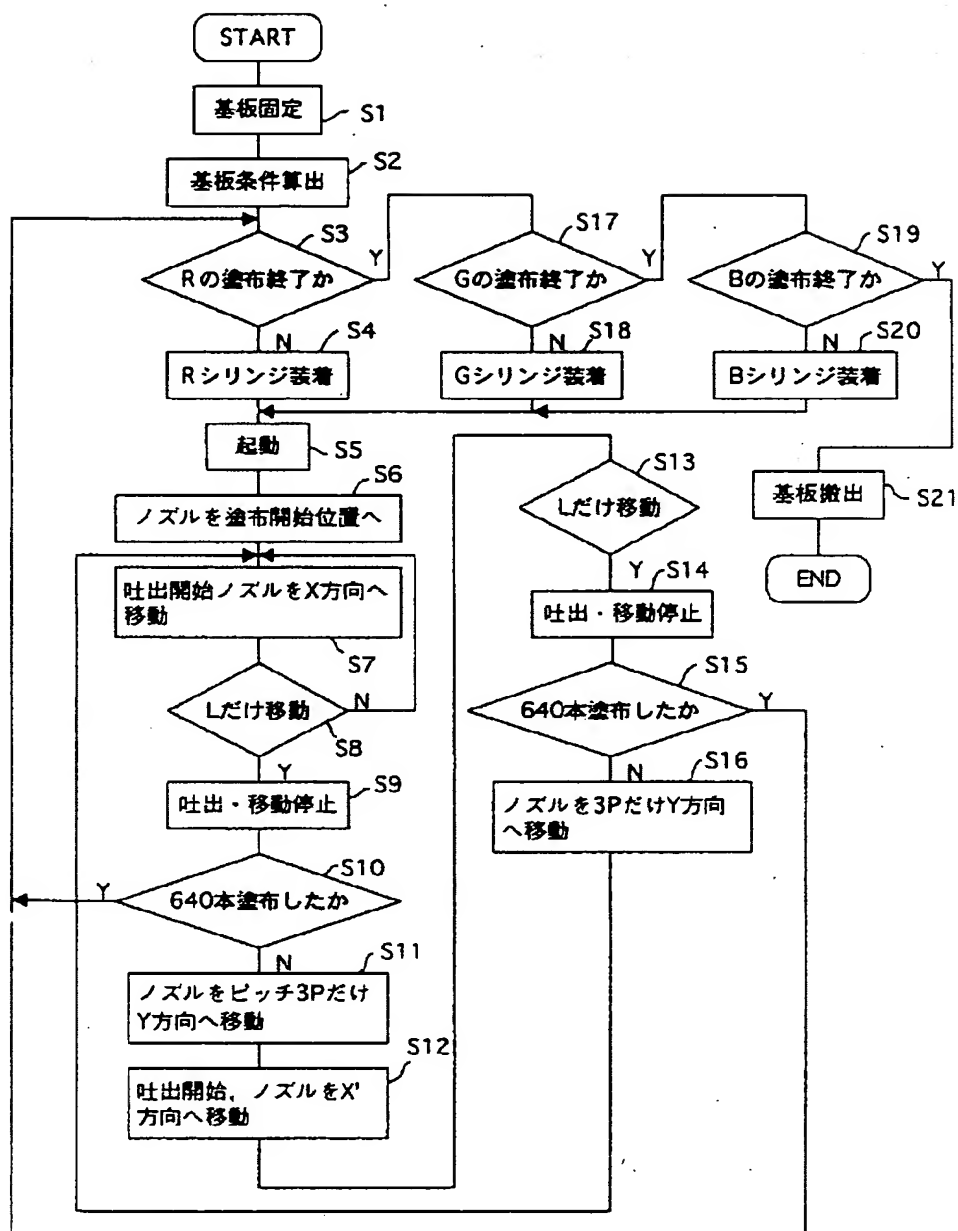 START
基板固定
S1
基板条件算出
S2
Rの塗布終了か
S3
Y
N
Gの塗布終了か
S17
Y
N
Bの塗布終了か
S19
Y
N
Rシリンジ装着
S4
Gシリンジ装着
S18
Bシリンジ装着
S20
起動
S5
ノズルを塗布開始位置へ
S6
吐出開始ノズルをX方向へ
移動
S7
Lだけ移動
S8
N
Y
吐出・移動停止
S9
640本塗布したか
S10
Y
N
ノズルをピッチ3Pだけ
Y方向へ移動
S11
吐出開始，ノズルをX'
方向へ移動
S12
Lだけ移動
S13
Y
吐出・移動停止
S14
640本塗布したか
S15
Y
N
ノズルを3PだけY方向
へ移動
S16
基板搬出
S21
END